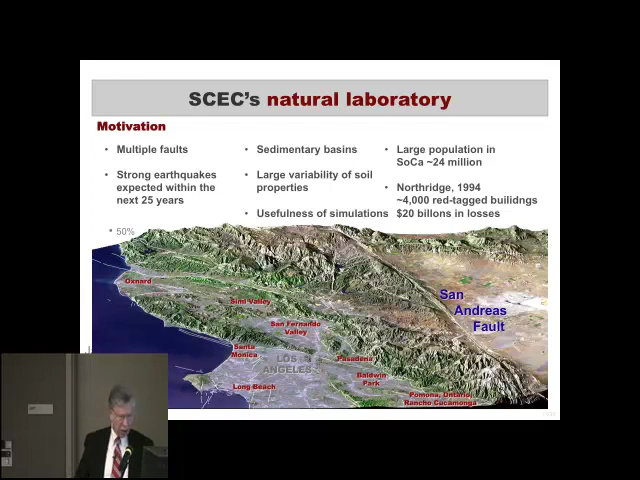 SCEC's natural laboratory
Motivation
• Multiple faults
• Strong earthquakes
expected within the
next 25 years
• 50%
• Sedimentary basins
• Large variability of soil
properties
• Usefulness of simulations
• Large population in
SoCa ~24 million
• Northridge, 1994
~4,000 red-tagged builidngs
$20 billons in losses
San
Andreas
Fault
Oxnard
Simi Valley
San Fernando
Valley
Santa
Monica
LOS
ANGELES
Pasadena
Baldwin
Park
Long Beach
Pomona, Ontario,
Rancho Cucamonga